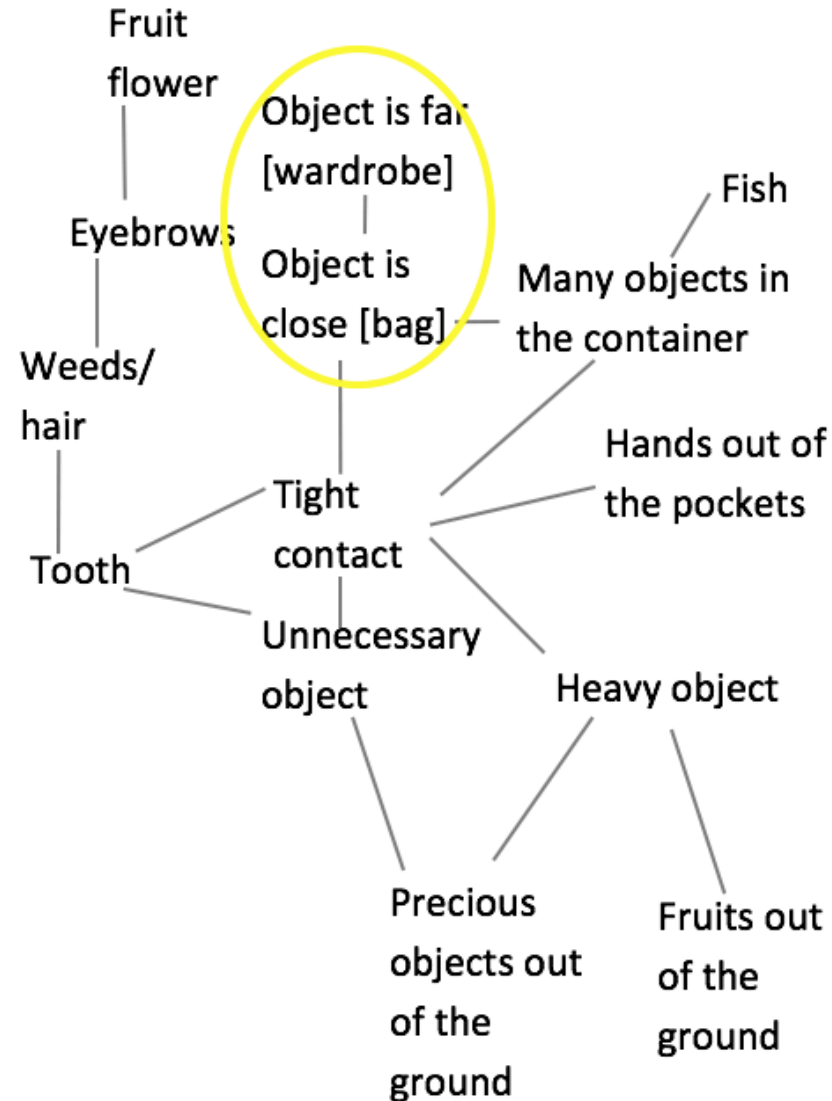 Fruit
flower
Object is far
[wardrobe]
Fish
Eyebrows
Object is
close [bag]
Many objects in
the container
Weeds/
hair
Hands out of
the pockets
Tight
contact
Tooth
Unnecessary
object
Heavy object
Precious
objects out
of the
ground
Fruits out
of the
ground